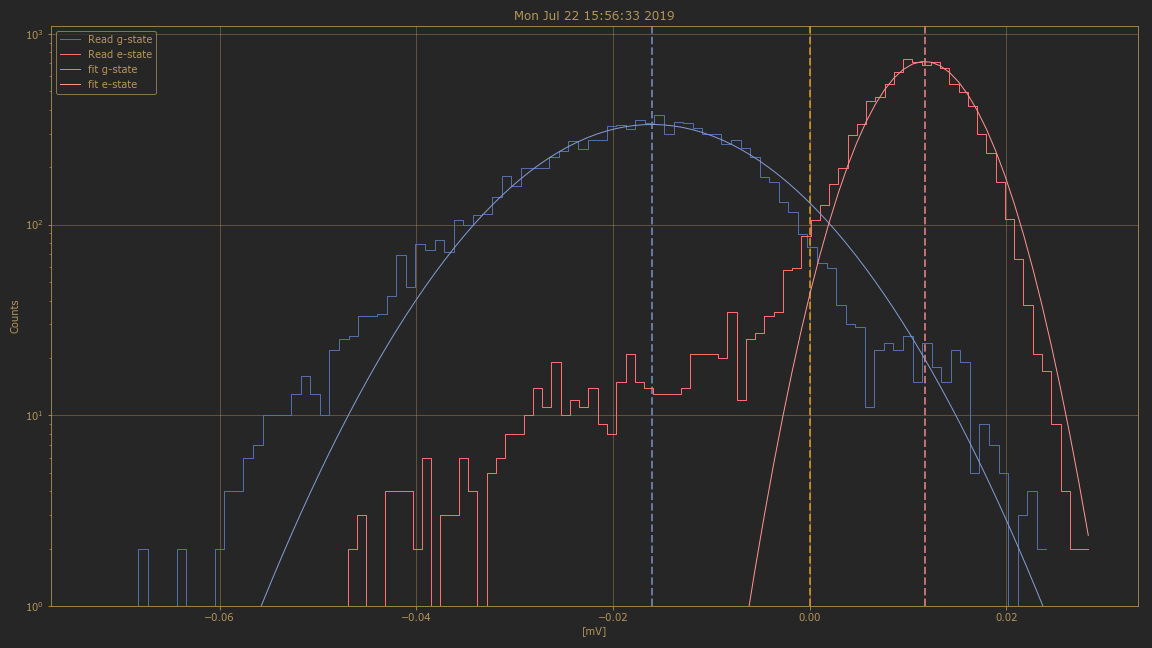 Mon Jul 22 15:56:33 2019
Read g-state
Read e-state
fit g-state
fit e-state
10³
10²
10¹
10⁰
Counts
−0.06
−0.04
−0.02
0.00
0.02
[mV]